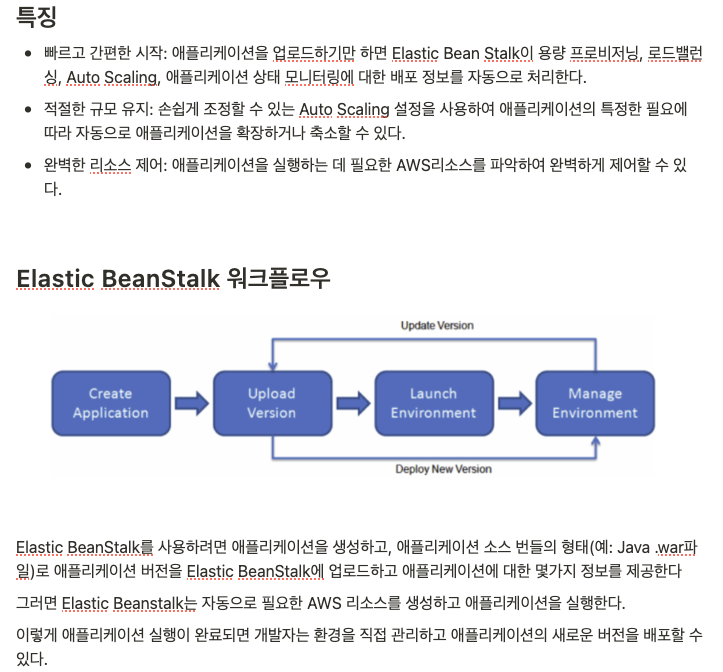 특징
빠르고 간편한 시작: 애플리케이션을 업로드하기만 하면 Elastic Bean Stalk이 용량 프로비저닝, 로드밸런
싱, Auto Scaling, 애플리케이션 상태 모니터링에 대한 배포 정보를 자동으로 처리한다.
적절한 규모 유지: 손쉽게 조정할 수 있는 Auto Scaling 설정을 사용하여 애플리케이션의 특정한 필요에
따라 자동으로 애플리케이션을 확장하거나 축소할 수 있다.
완벽한 리소스 제어: 애플리케이션을 실행하는 데 필요한 AWS리소스를 파악하여 완벽하게 제어할 수 있
다.
Elastic BeanStalk 워크플로우
Update Version
Create
Application
Upload
Version
Launch
Environment
Manage
Environment
Deploy New Version
Elastic BeanStalk를 사용하려면 애플리케이션을 생성하고, 애플리케이션 소스 번들의 형태(예: Java .war파
일)로 애플리케이션 버전을 Elastic BeanStalk에 업로드하고 애플리케이션에 대한 몇가지 정보를 제공한다
그러면 Elastic Beanstalk는 자동으로 필요한 AWS 리소스를 생성하고 애플리케이션을 실행한다.
이렇게 애플리케이션 실행이 완료되면 개발자는 환경을 직접 관리하고 애플리케이션의 새로운 버전을 배포할 수
있다.